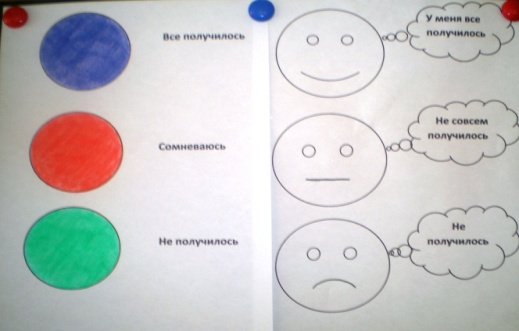 Все получилось
Сомневаюсь
Не получилось
У меня все
получилось
Не совсем
получилось
Не
получилось